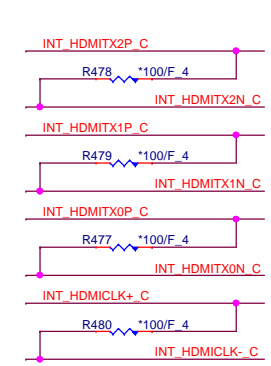 INT_HDMITX2P_C
R478 *100/F_4
INT_HDMITX2N_C
INT_HDMITX1P_C
R479 *100/F_4
INT_HDMITX1N_C
INT_HDMITX0P_C
R477 *100/F_4
INT_HDMITX0N_C
INT_HDMICLK+_C
R480 *100/F_4
INT_HDMICLK-_C